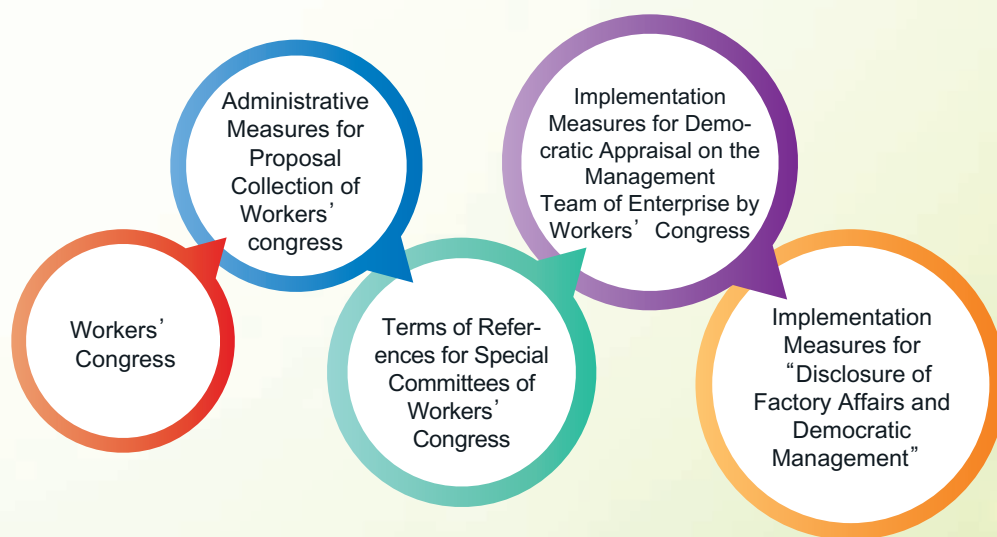 Workers’
Congress
Administrative
Measures for
Proposal
Collection of
Workers’
congress
Terms of Refer-
ences for Special
Committees of
Workers’
Congress
Implementation
Measures for Demo-
cratic Appraisal on the
Management
Team of Enterprise by
Workers’ Congress
Implementation
Measures for
“Disclosure of
Factory Affairs and
Democratic
Management”